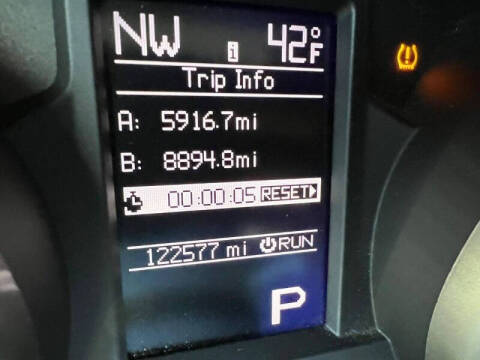 NW i 42°F
Trip Info
A: 5916.7mi
B: 8894.8mi
00:00:05 RESET
122577 mi RUN
P